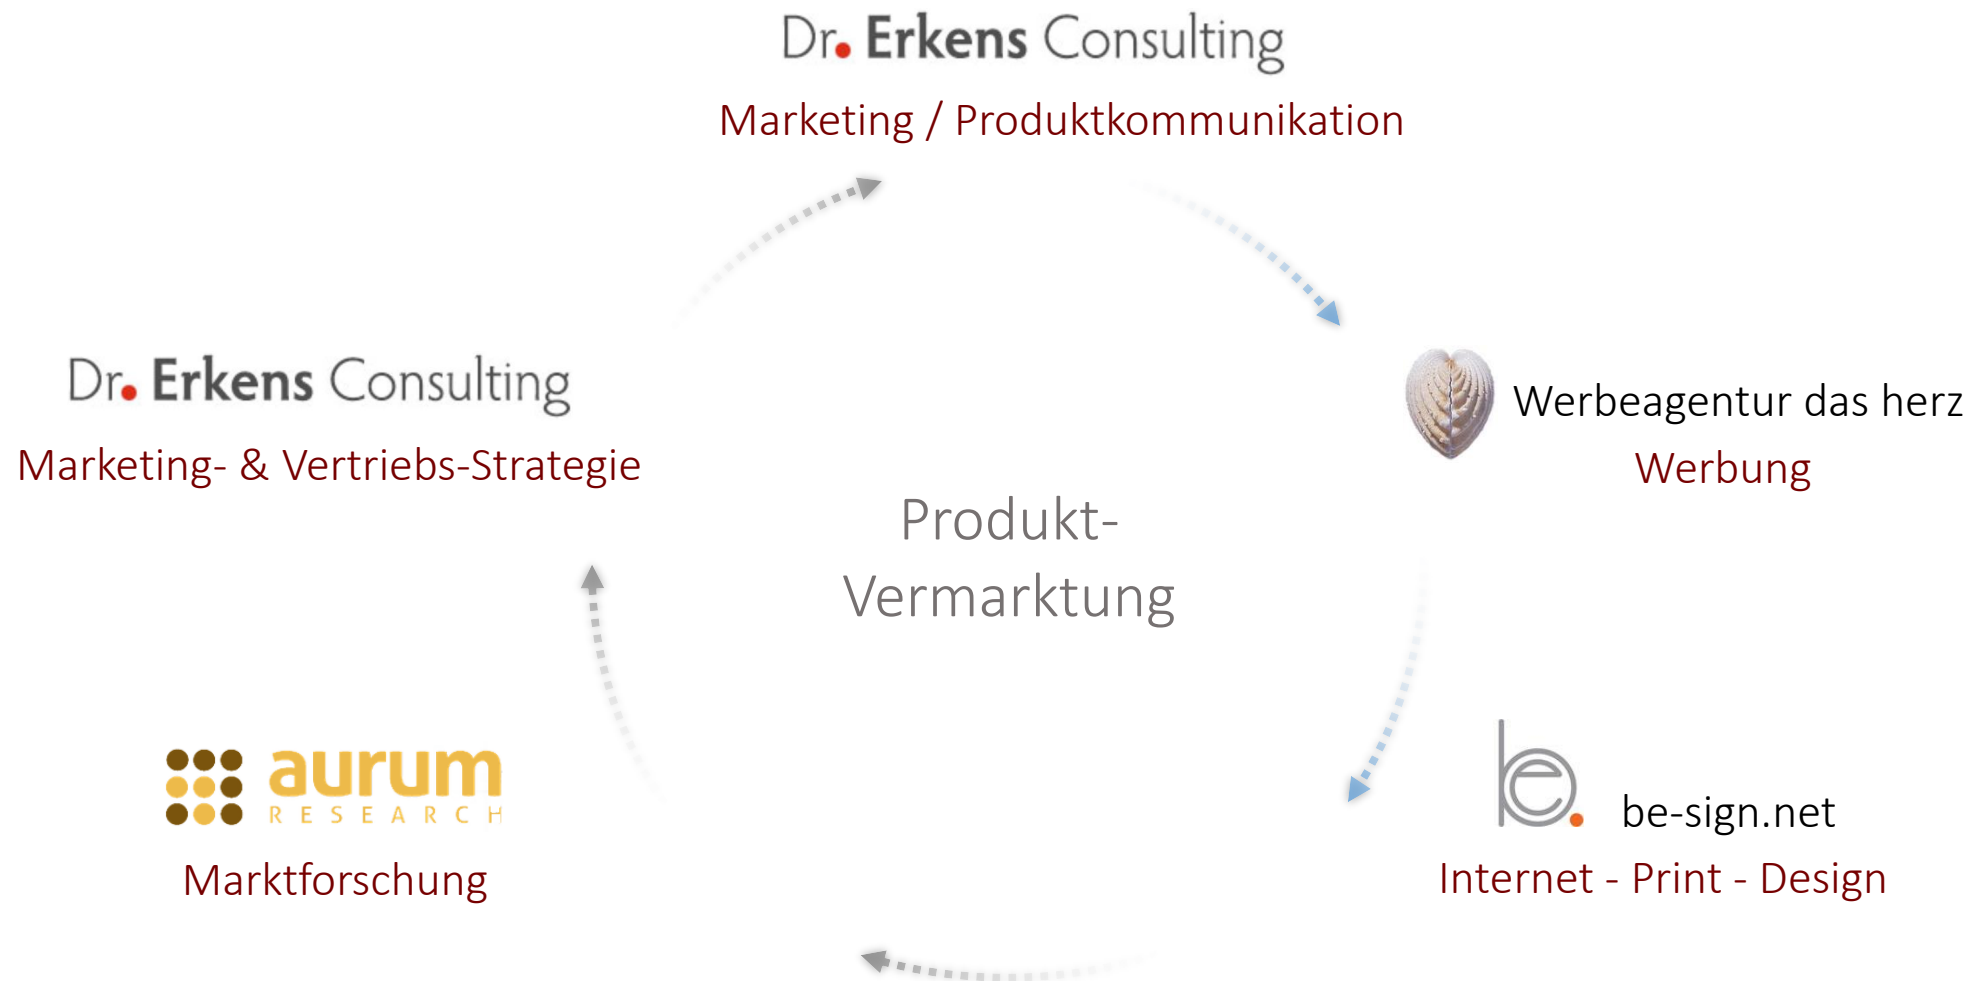 Dr. Erkens Consulting
Marketing / Produktkommunikation
Dr. Erkens Consulting
Marketing- & Vertriebs-Strategie
Werbeagentur das herz
Werbung
Produkt-
Vermarktung
aurum
RESEARCH
Marktforschung
be.
be-sign.net
Internet - Print - Design